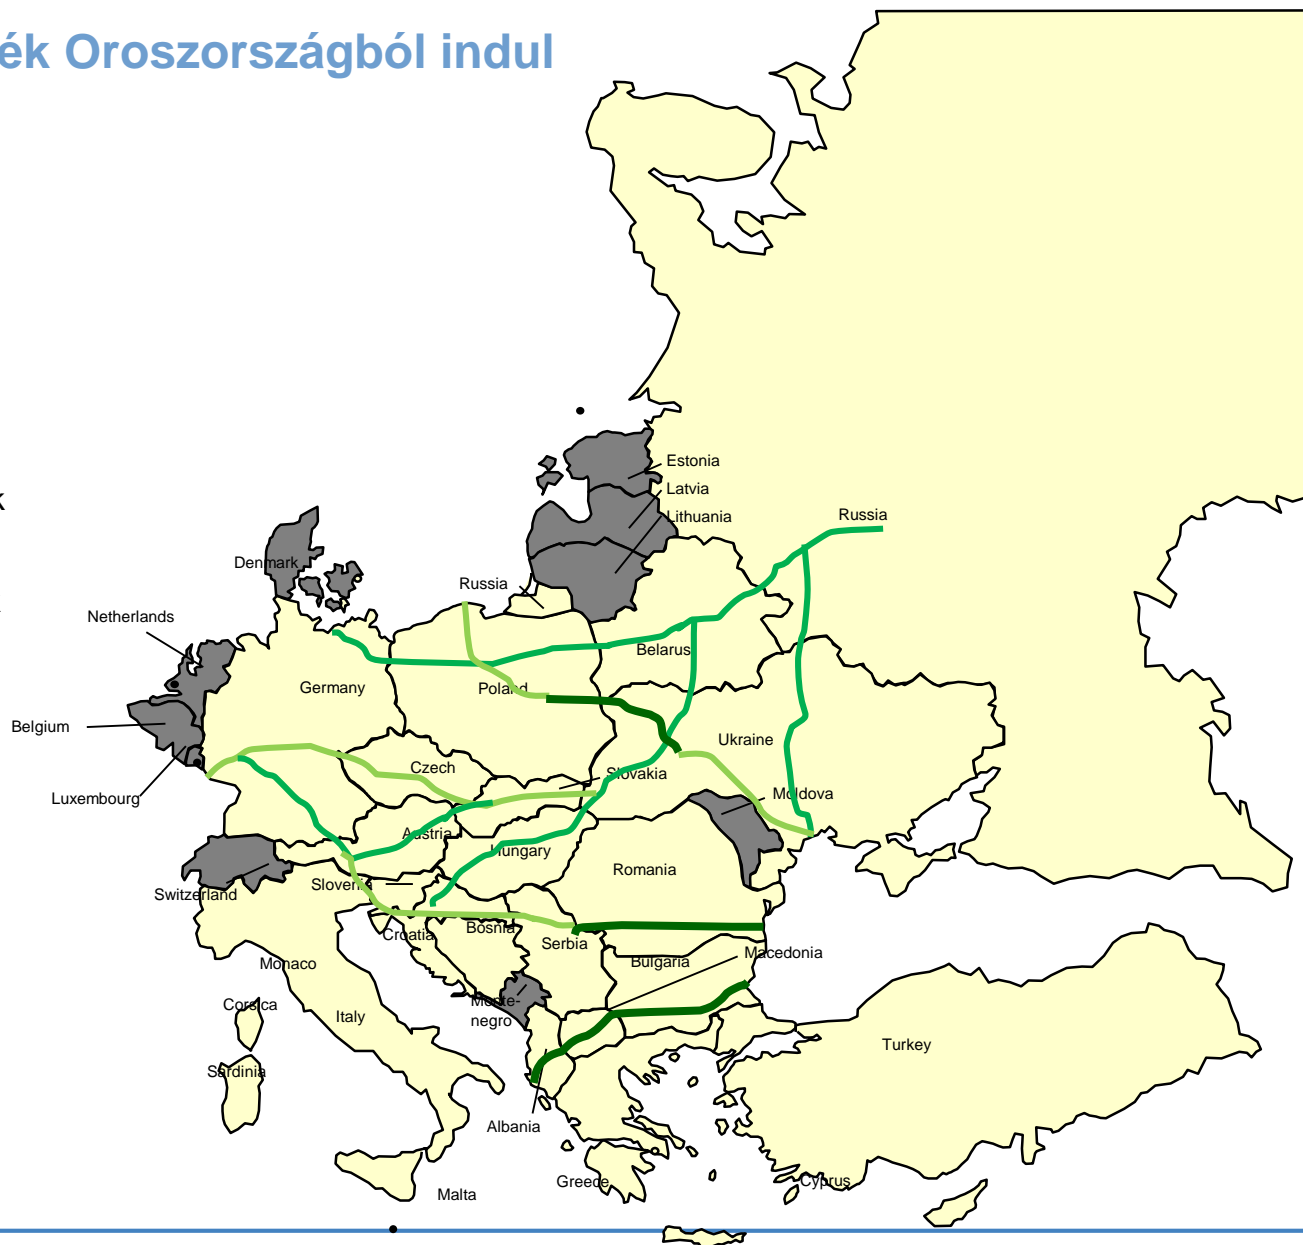 ék Oroszországból indul
Estonia
k
Latvia
Russia
Lithuania
Denmark
Russia
Netherlands
Belarus
Germany
Poland
Belgium
Ukraine
Czech
Slovakia
Luxembourg
Moldova
Austria
Hungary
Romania
Slovenia
Switzerland
Croatia
Bosnia
Serbia
Macedonia
Monaco
Bulgaria
Corsica
Monte-
negro
Italy
Turkey
Sardinia
Albania
Greece
Cyprus
Malta